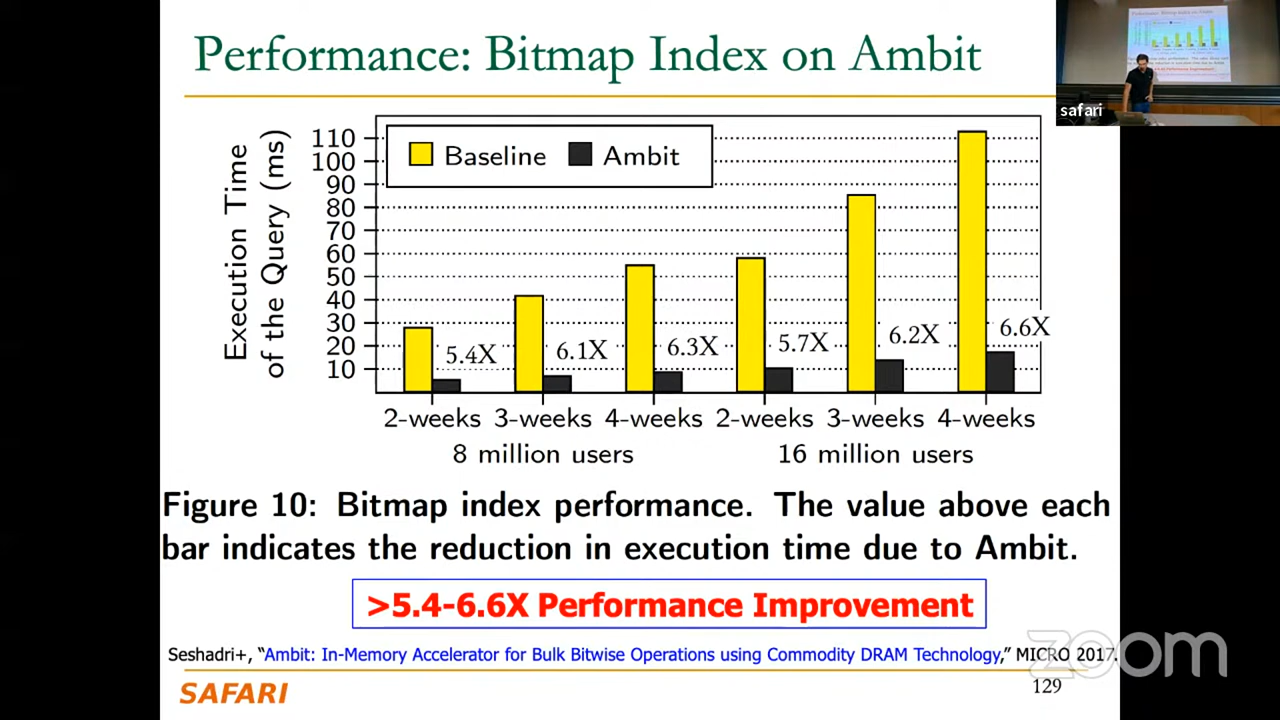 Performance: Bitmap Index on Ambit
safari
Execution Time
of the Query (ms)
110
100
90
80
70
60
50
40
30
20
10
Baseline
Ambit
5.4X
6.1X
6.3X
5.7X
6.2X
6.6X
2-weeks 3-weeks 4-weeks 2-weeks 3-weeks 4-weeks
8 million users
16 million users
Figure 10: Bitmap index performance. The value above each
bar indicates the reduction in execution time due to Ambit.
>5.4-6.6X Performance Improvement
Seshadri+, “Ambit: In-Memory Accelerator for Bulk Bitwise Operations using Commodity DRAM Technology,” MICRO 2017.
zoom
SAFARI
129